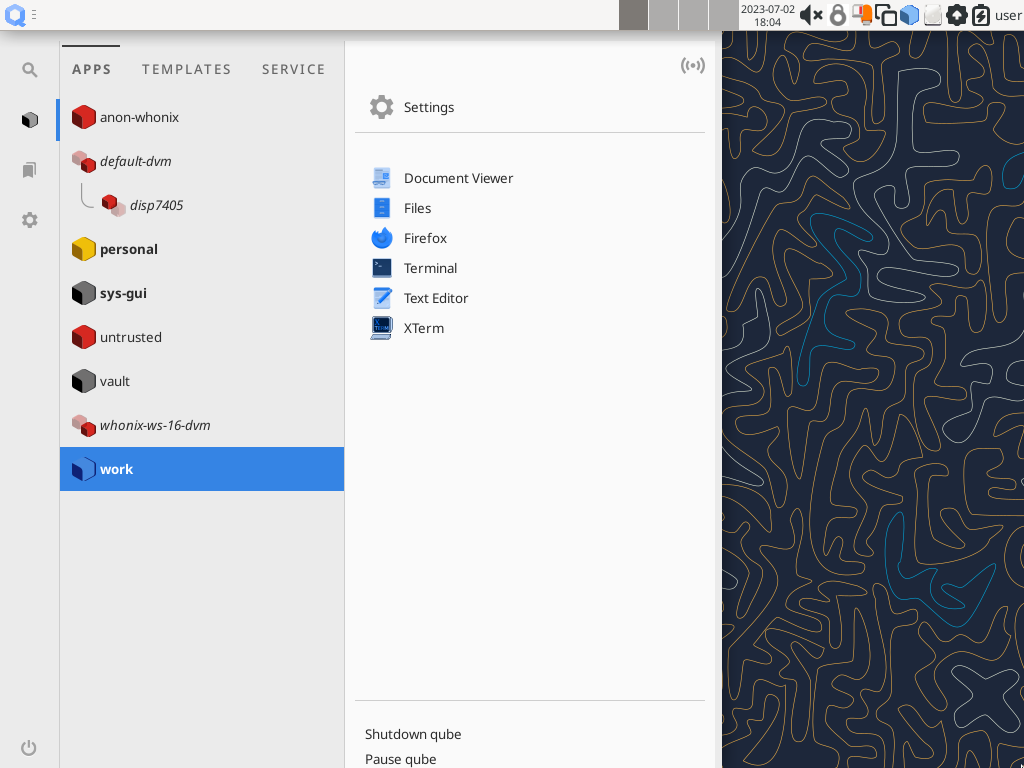 2023-07-02
18:04
user
APPS TEMPLATES SERVICE
anon-whonix
default-dvm
disp7405
personal
sys-gui
untrusted
vault
whonix-ws-16-dvm
work
Settings
Document Viewer
Files
Firefox
Terminal
Text Editor
XTerm
Shutdown qube
Pause qube